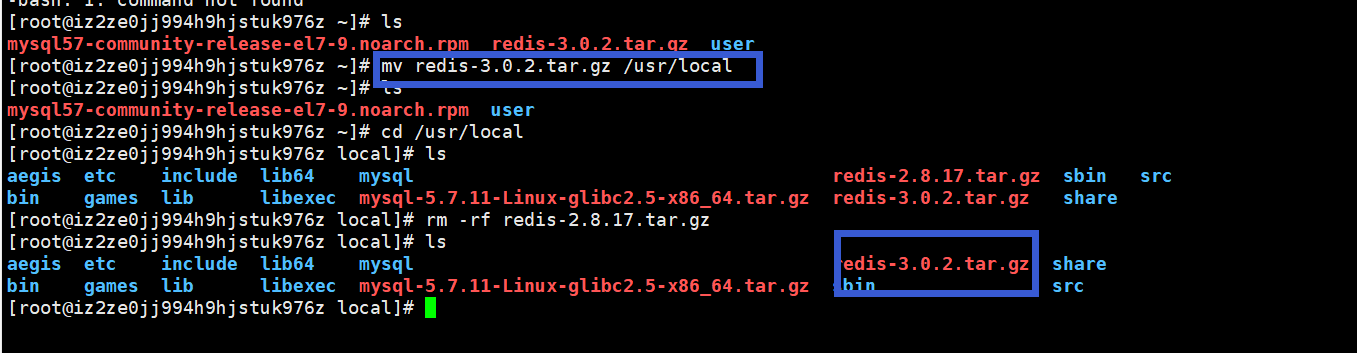 -bash: 1: command not found
[root@iz2ze0jj994h9hjstuk976z ~]# ls
mysql57-community-release-el7-9.noarch.rpm redis-3.0.2.tar.gz user
[root@iz2ze0jj994h9hjstuk976z ~]# mv redis-3.0.2.tar.gz /usr/local
[root@iz2ze0jj994h9hjstuk976z ~]# ls
mysql57-community-release-el7-9.noarch.rpm user
[root@iz2ze0jj994h9hjstuk976z ~]# cd /usr/local
[root@iz2ze0jj994h9hjstuk976z local]# ls
aegis etc include lib64 mysql redis-2.8.17.tar.gz sbin src
bin games lib libexec mysql-5.7.11-Linux-glibc2.5-x86_64.tar.gz redis-3.0.2.tar.gz share
[root@iz2ze0jj994h9hjstuk976z local]# rm -rf redis-2.8.17.tar.gz
[root@iz2ze0jj994h9hjstuk976z local]# ls
aegis etc include lib64 mysql redis-3.0.2.tar.gz share
bin games lib libexec mysql-5.7.11-Linux-glibc2.5-x86_64.tar.gz sbin src
[root@iz2ze0jj994h9hjstuk976z local]#